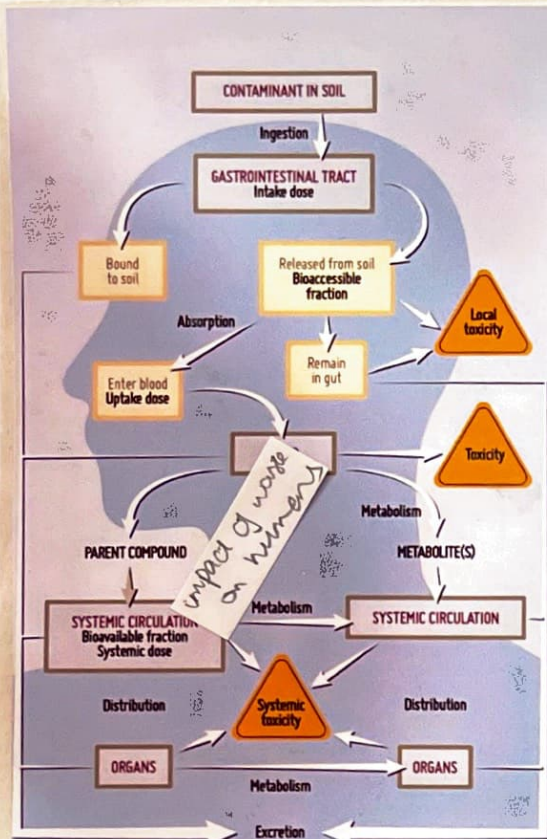 CONTAMINANT IN SOIL
Ingestion
GASTROINTESTINAL TRACT
Intake dose
Bound
to soil
Released from soil
Bioaccessible
fraction
Local
toxicity
Absorption
Enter blood
Uptake dose
Remain
in gut
Toxicity
impact of waste
on humans
Metabolism
PARENT COMPOUND
METABOLITE(S)
SYSTEMIC CIRCULATION
Bioavailable fraction
Systemic dose
Metabolism
SYSTEMIC CIRCULATION
Distribution
Systemic
toxicity
Distribution
ORGANS
Metabolism
ORGANS
Excretion